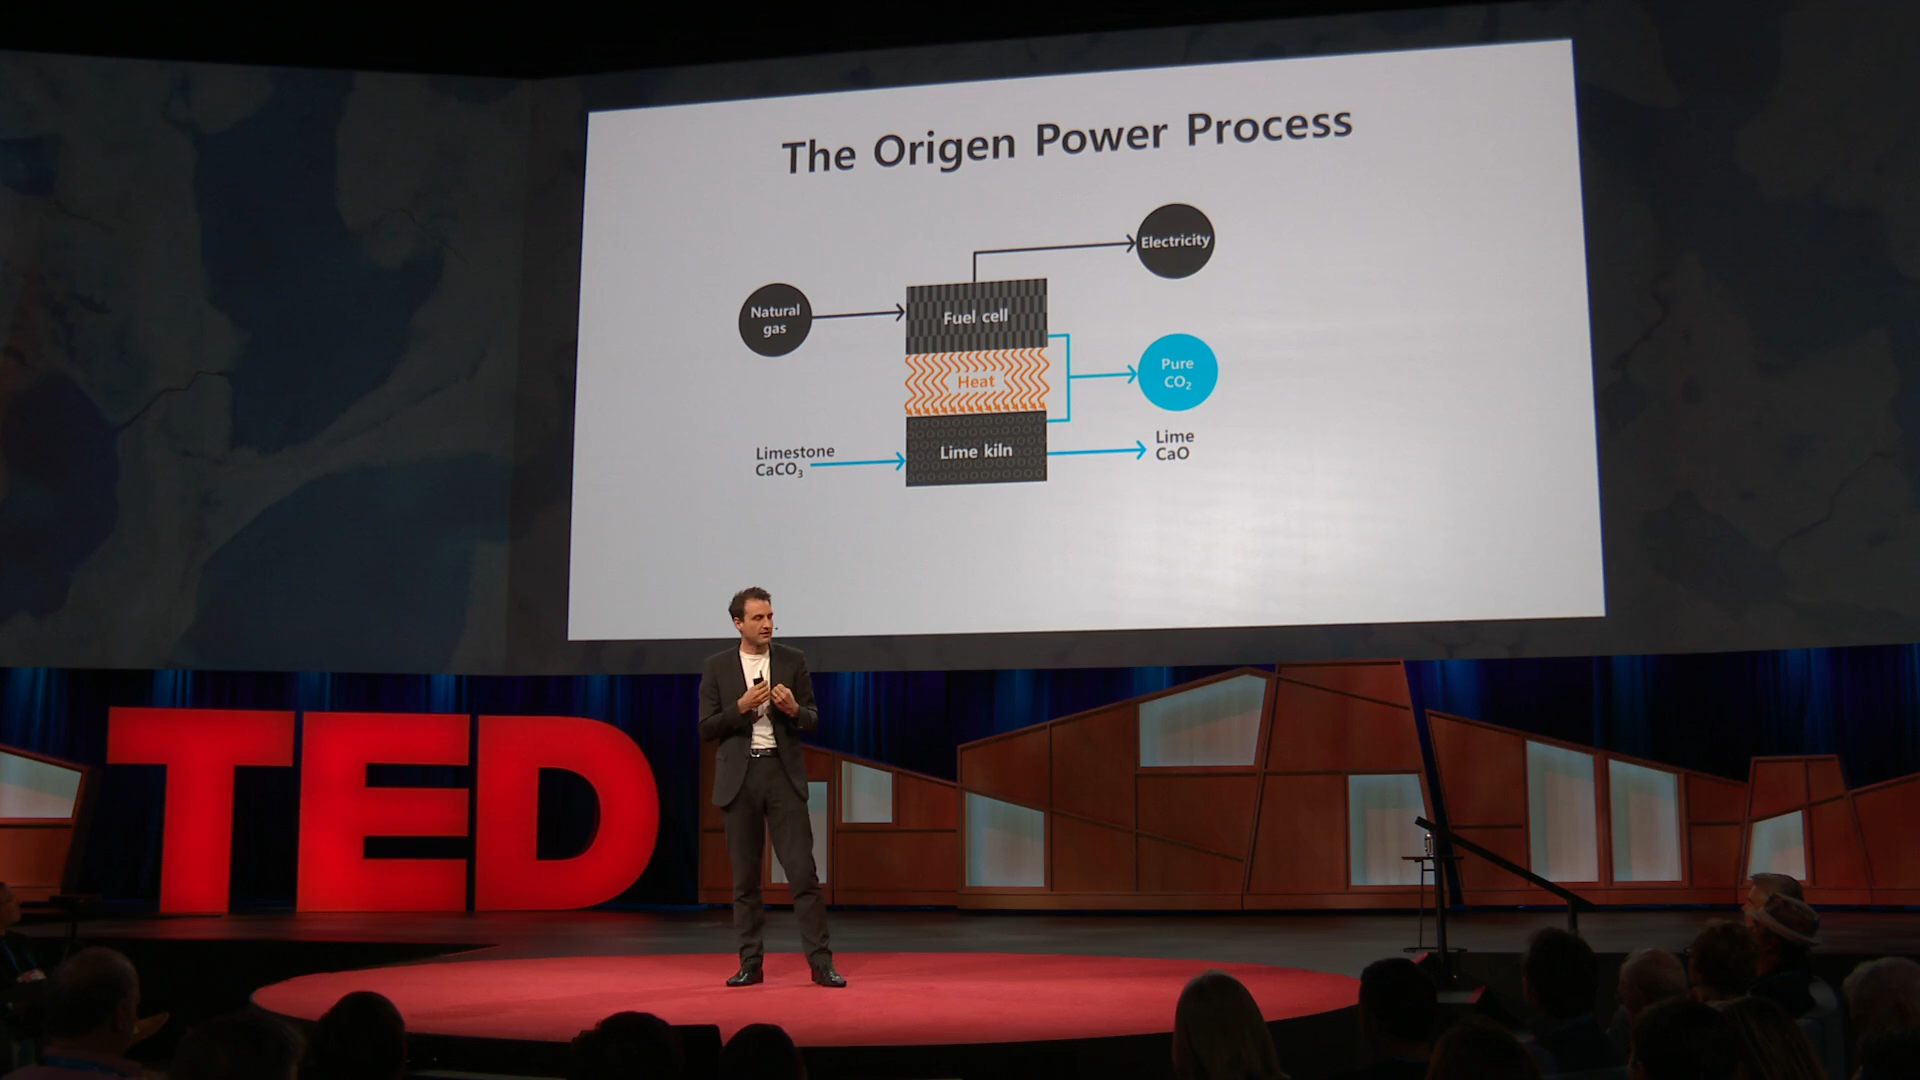 The Origen Power Process
Electricity
Natural
gas
Fuel cell
Heat
Pure
CO₂
Limestone
CaCO₃
Lime kiln
Lime
CaO
TED